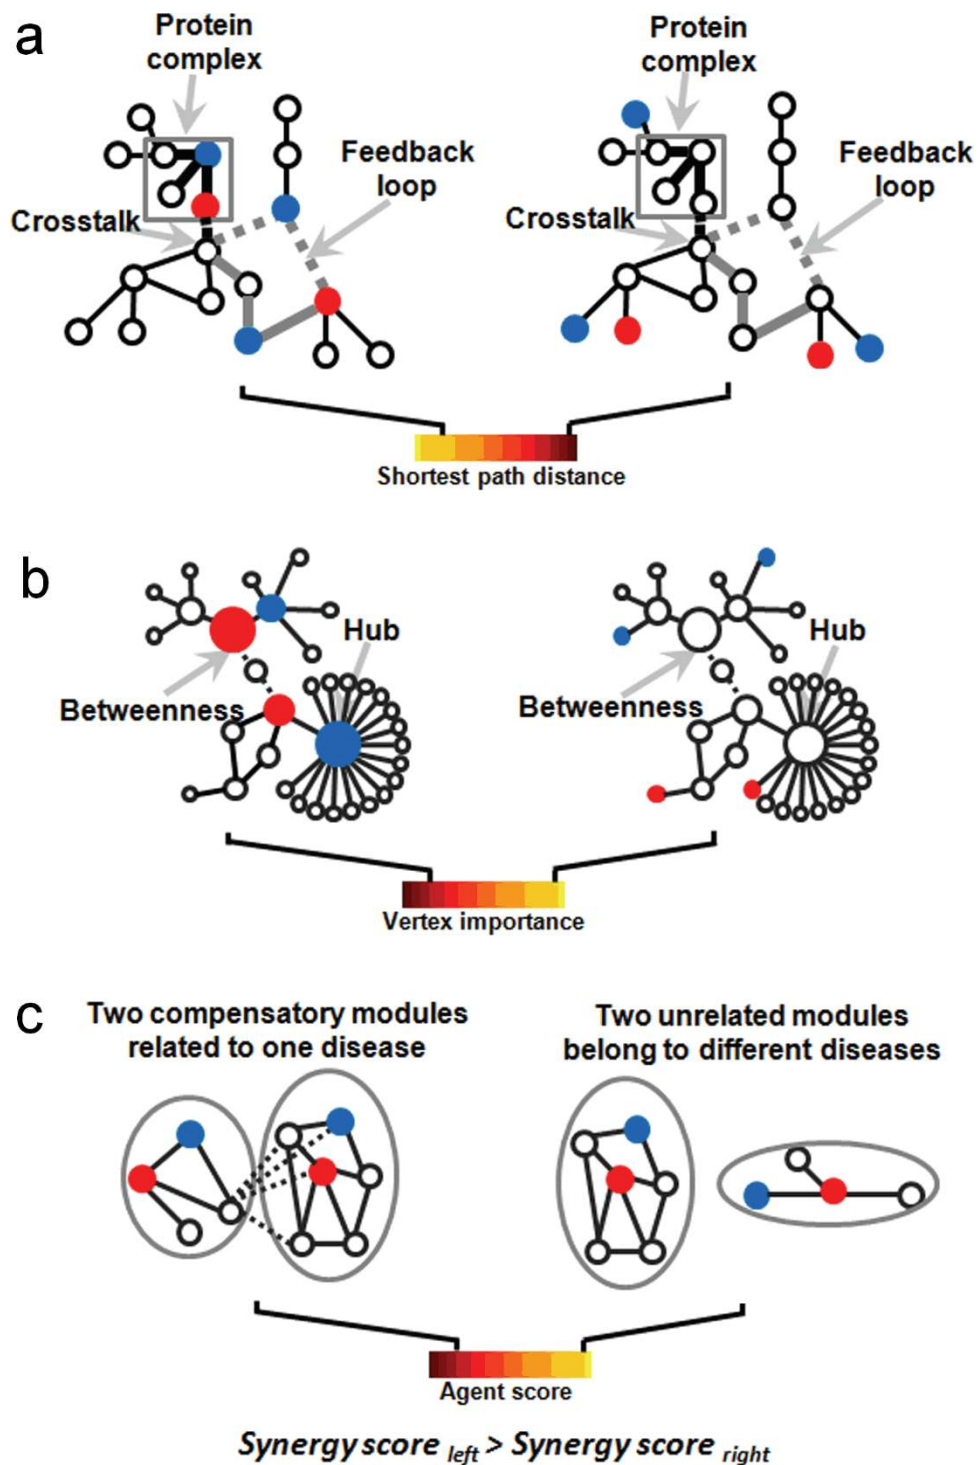 a
Protein
complex
Feedback
loop
Crosstalk
Protein
complex
Feedback
loop
Crosstalk
Shortest path distance
b
Hub
Betweenness
Hub
Betweenness
Vertex importance
c
Two compensatory modules
related to one disease
Two unrelated modules
belong to different diseases
Agent score
Synergy score left > Synergy score right